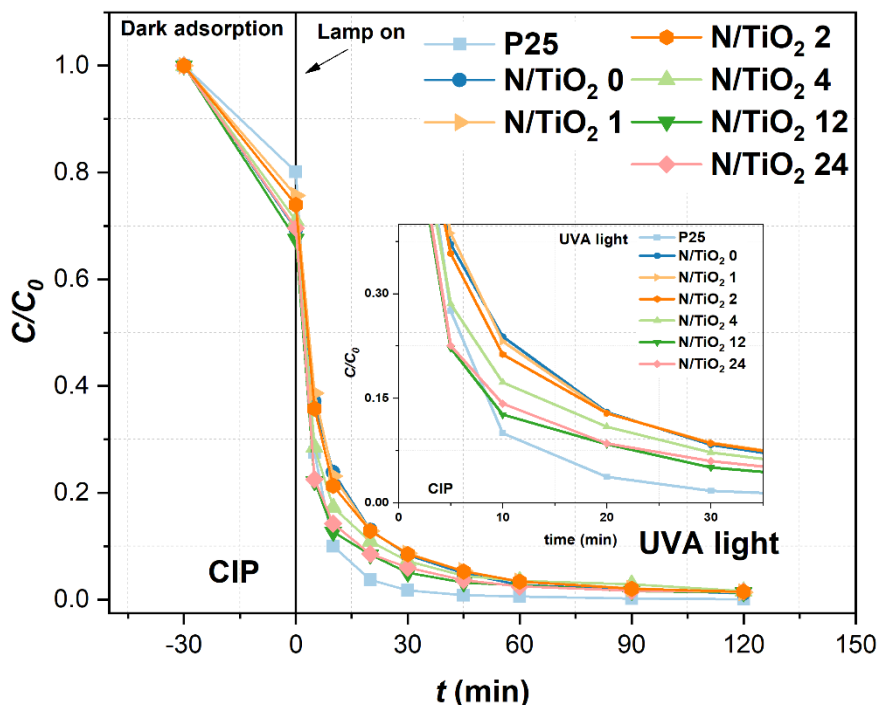 Dark adsorption
Lamp on
P25
N/TiO₂ 0
N/TiO₂ 1
N/TiO₂ 2
N/TiO₂ 4
N/TiO₂ 12
N/TiO₂ 24
C/C₀
1.0
0.8
0.6
0.4
0.2
0.0
CIP
UVA light
P25
N/TiO₂ 0
N/TiO₂ 1
N/TiO₂ 2
N/TiO₂ 4
N/TiO₂ 12
N/TiO₂ 24
C/C₀
0.30
0.15
0.00
CIP
0
10
20
30
time (min)
UVA light
-30
0
30
60
90
120
150
t (min)